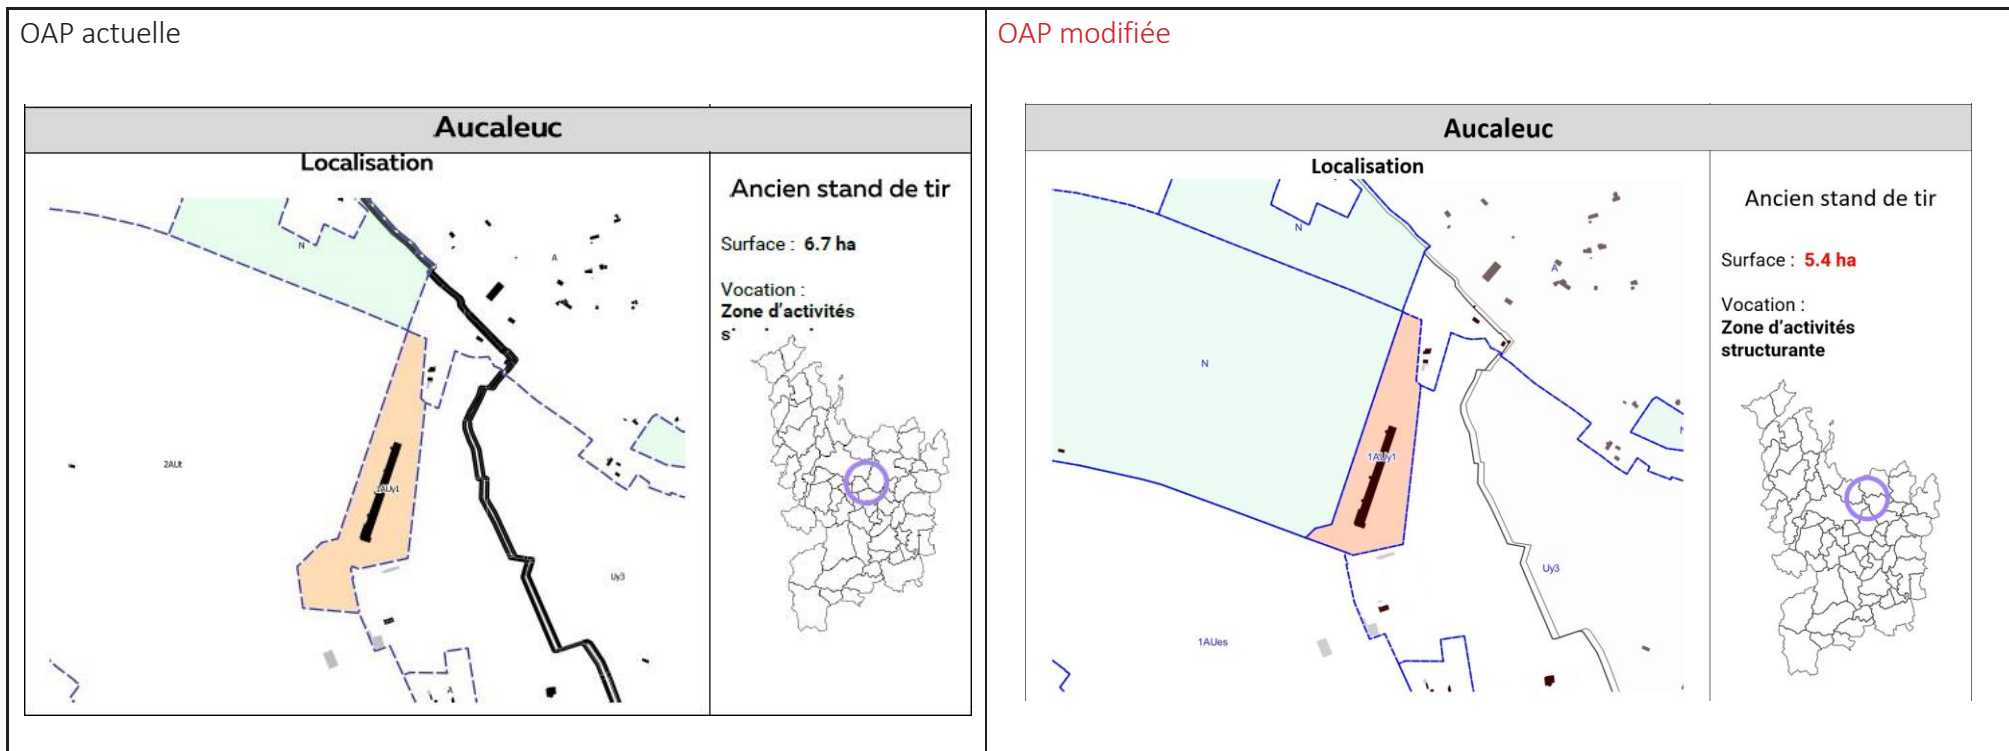 OAP actuelle
Aucaleuc
Localisation
N
A
2AUt
1AUy1
Uy3
A
Ancien stand de tir
Surface : 6.7 ha
Vocation :
Zone d'activités
OAP modifiée
Aucaleuc
Localisation
N
A
N
N
1AUy1
Uy3
1AUes
Ancien stand de tir
Surface : 5.4 ha
Vocation :
Zone d'activités
structurante